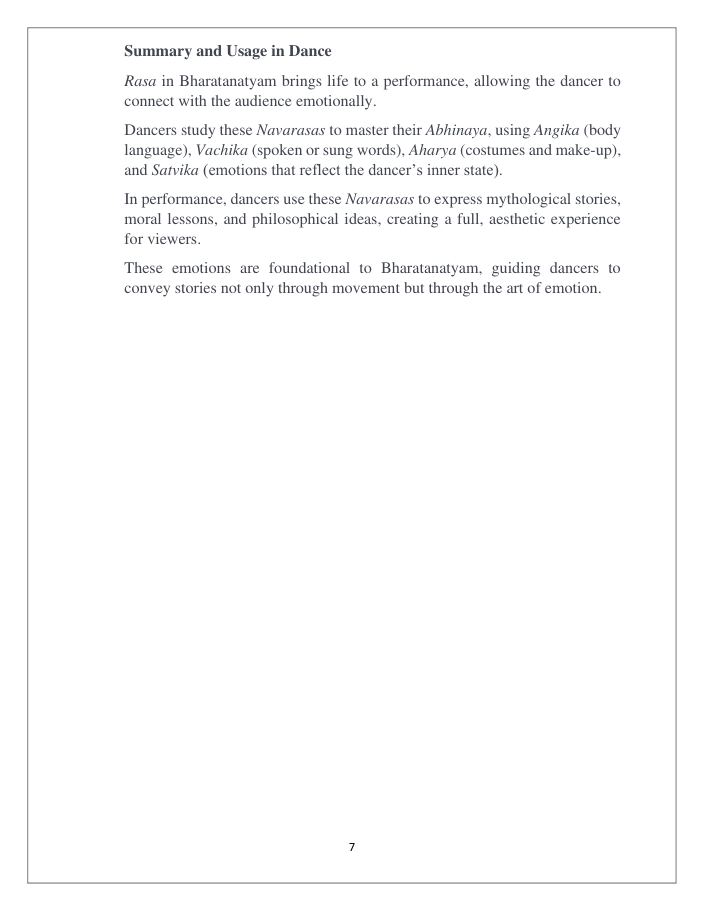 Summary and Usage in Dance
Rasa in Bharatanatyam brings life to a performance, allowing the dancer to
connect with the audience emotionally.
Dancers study these Navarasas to master their Abhinaya, using Angika (body
language), Vachika (spoken or sung words), Aharya (costumes and make-up),
and Satvika (emotions that reflect the dancer’s inner state).
In performance, dancers use these Navarasas to express mythological stories,
moral lessons, and philosophical ideas, creating a full, aesthetic experience
for viewers.
These emotions are foundational to Bharatanatyam, guiding dancers to
convey stories not only through movement but through the art of emotion.
7